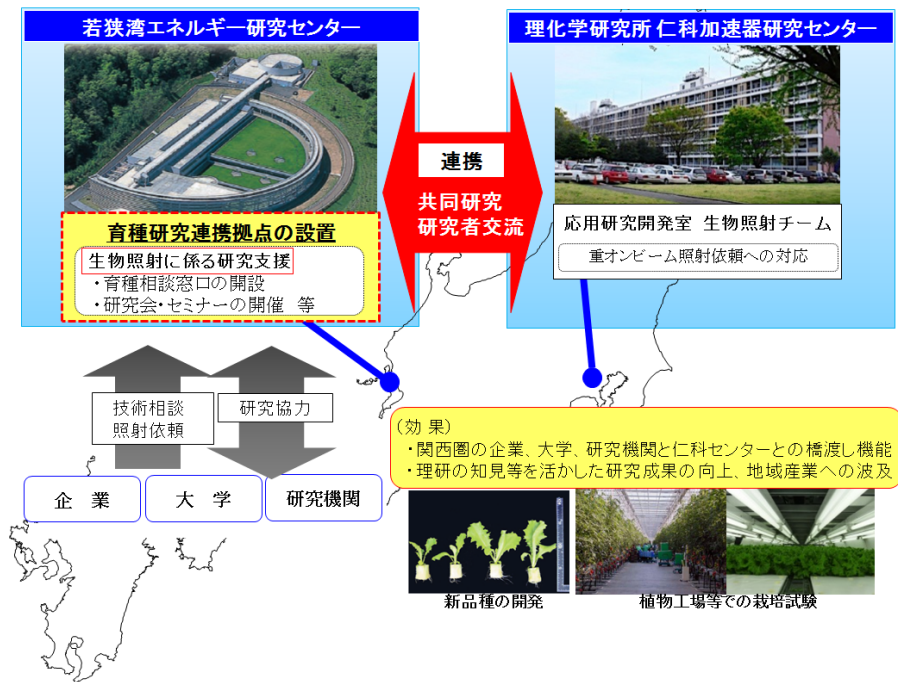 若狭湾エネルギー研究センター
理化学研究所 仁科加速器研究センター
連携
共同研究
研究者交流
育種研究連携拠点の設置
生物照射に係る研究支援
・育種相談窓口の開設
・研究会・セミナーの開催 等
応用研究開発室 生物照射チーム
重オンビーム照射依頼への対応
技術相談
照射依頼
研究協力
企 業
大 学
研究機関
(効 果)
・関西圏の企業、大学、研究機関と仁科センターとの橋渡し機能
・理研の知見等を活かした研究成果の向上、地域産業への波及
新品種の開発
植物工場等での栽培試験